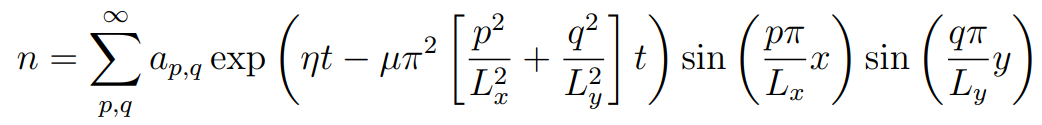 n = \sum_{p,q}^{\infty} a_{p,q} \exp\left(\eta t - \mu\pi^2 \left[\frac{p^2}{L_x^2} + \frac{q^2}{L_y^2}\right] t\right) \sin\left(\frac{p\pi}{L_x}x\right) \sin\left(\frac{q\pi}{L_y}y\right)